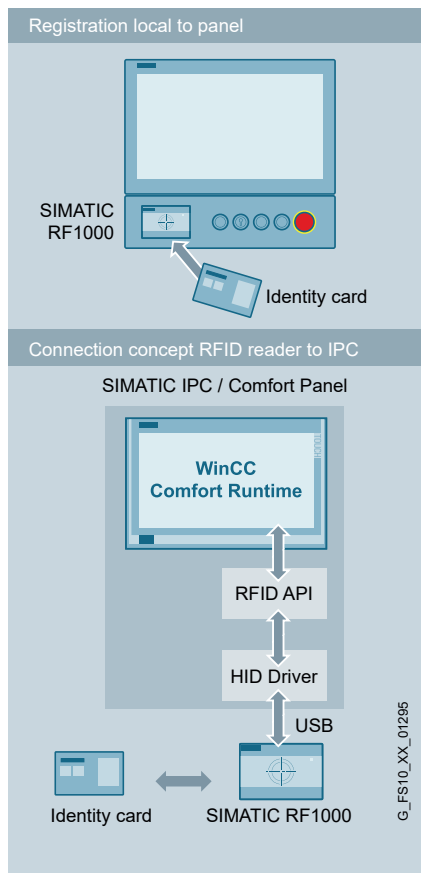 Registration local to panel
SIMATIC
RF1000
Identity card
Connection concept RFID reader to IPC
SIMATIC IPC / Comfort Panel
TOUCH
WinCC
Comfort Runtime
RFID API
HID Driver
USB
Identity card
SIMATIC RF1000
G_FS10_XX_01295